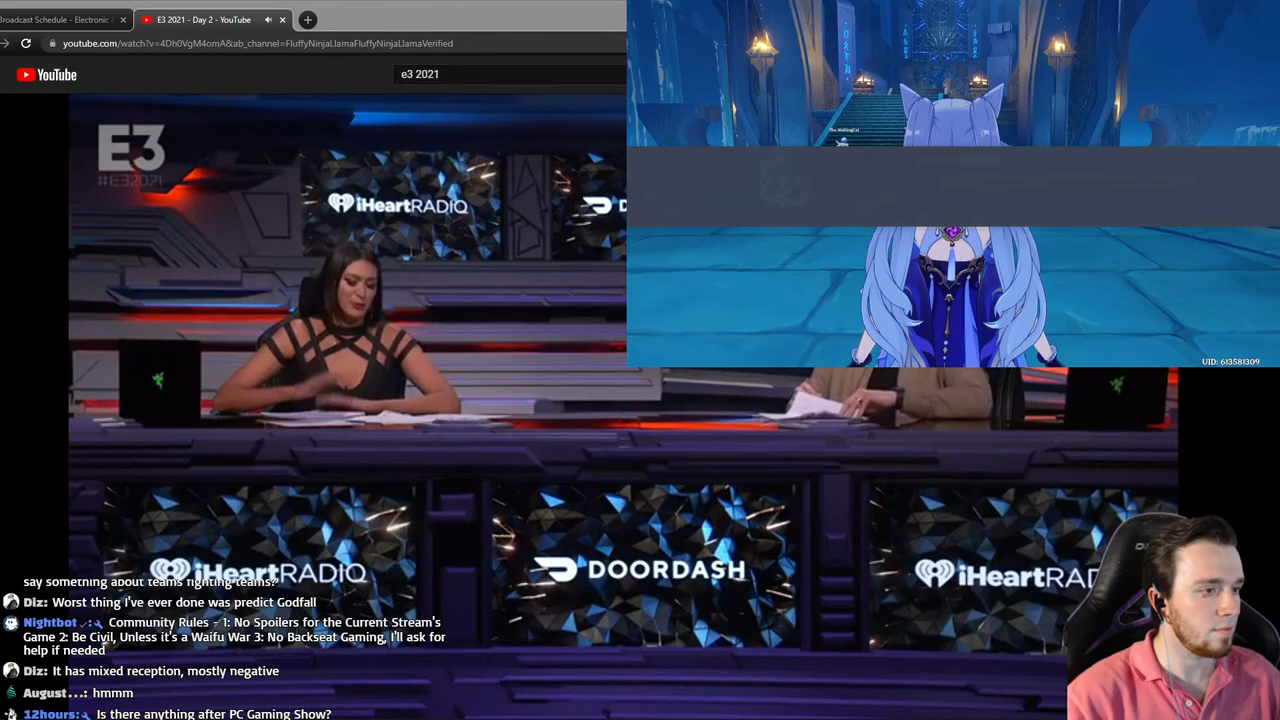 Broadcast Schedule - Electronic
E3 2021 - Day 2 - YouTube
youtube.com/watch?v=4Dh0VgM4omA&ab_channel=FluffyNinjaLlamaFluffyNinjaLlamaVerified
YouTube
e3 2021
E3
#E32021
iHeartRADIO
The WalkingCat
UID: 613581309
iHeartRADIO
DOORDASH
iHeartRAD
say something about teams fighting teams?
Diz: Worst thing I've ever done was predict Godfall
Nightbot: Community Rules - 1: No Spoilers for the Current Stream's
Game 2: Be Civil, Unless it's a Waifu War 3: No Backseat Gaming, I'll ask for
help if needed
Diz: It has mixed reception, mostly negative
August...: hmmm
12hours: Is there anything after PC Gaming Show?